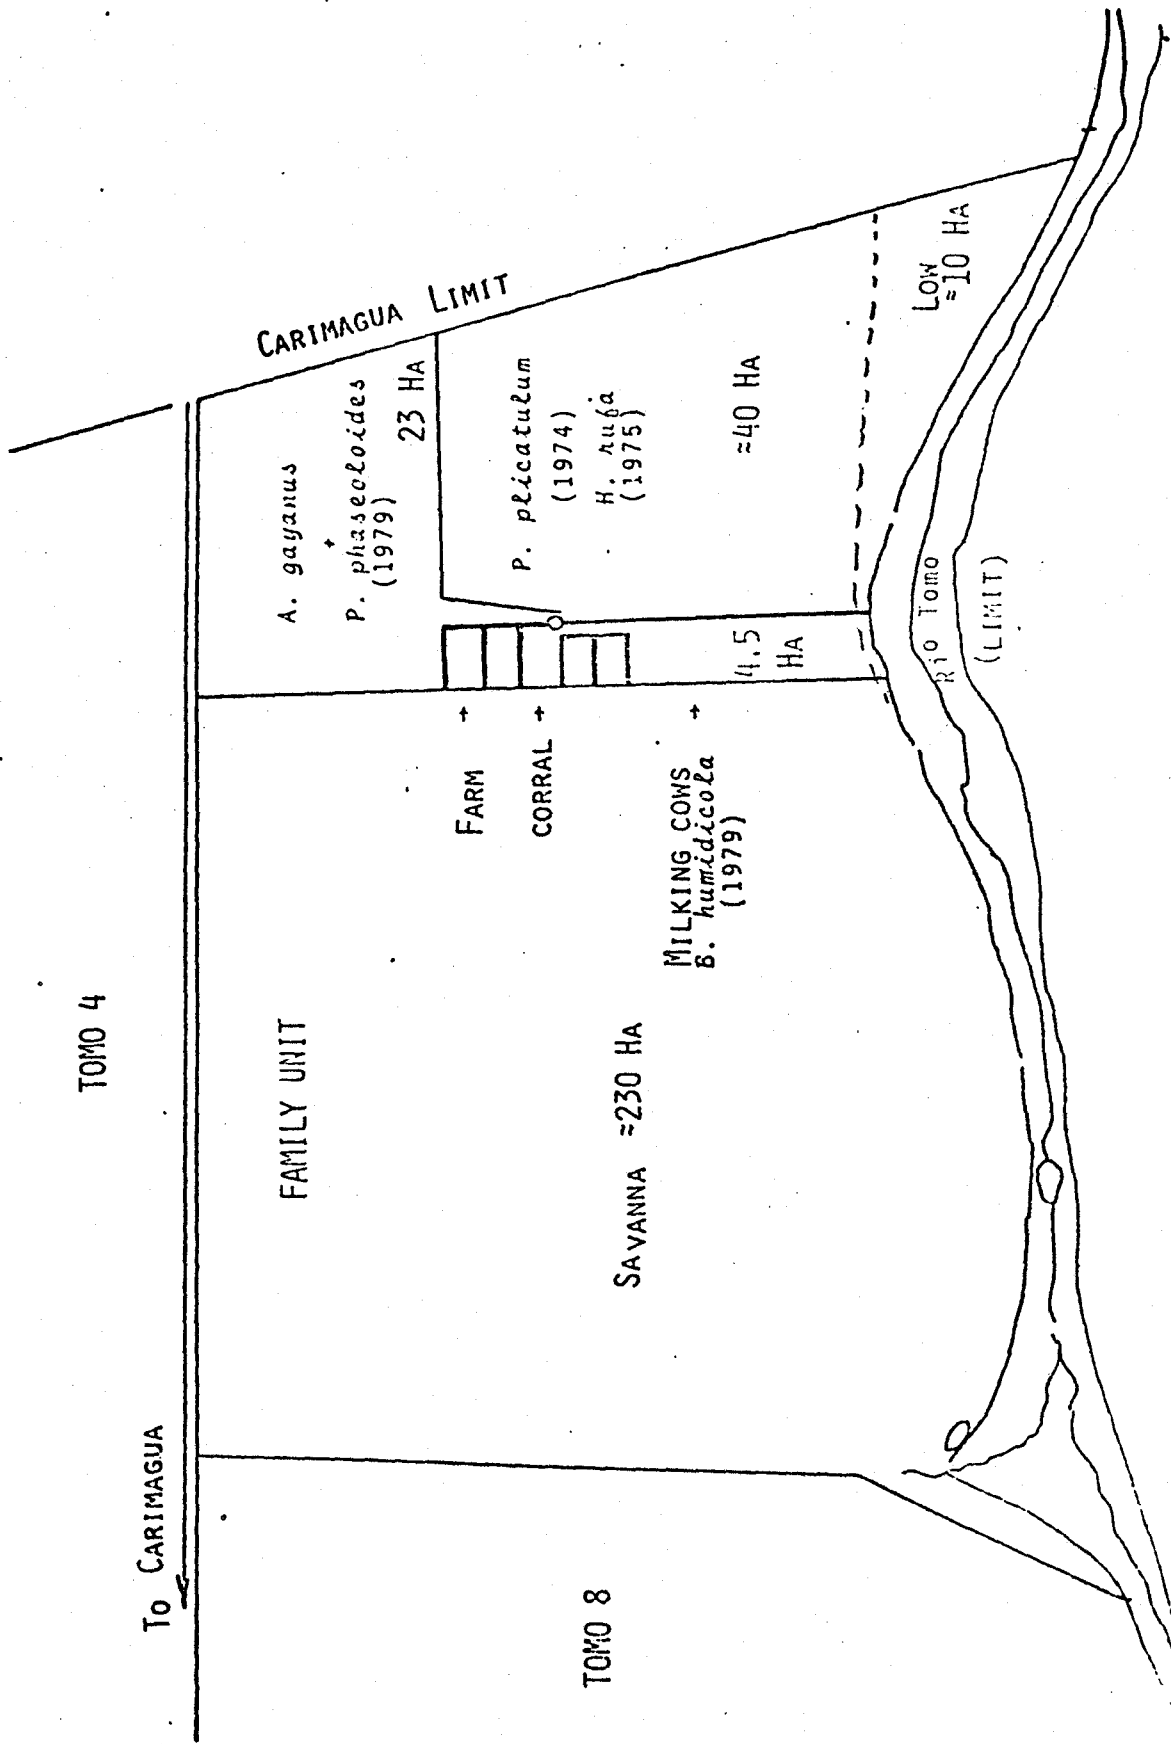 TOMO 4
To CARIMAGUA
CARIMAGUA LIMIT
FAMILY UNIT
A. gayanus
+
P. phaseoloides
(1979)
23 HA
FARM
CORRAL
P. plicatulum
(1974)
H. rufa
(1975)
≈40 HA
TOMO 8
SAVANNA ≈230 HA
MILKING COWS
B. humidicola
(1979)
4.5
HA
LOW
≈10 HA
Rio Tomo
(LIMIT)